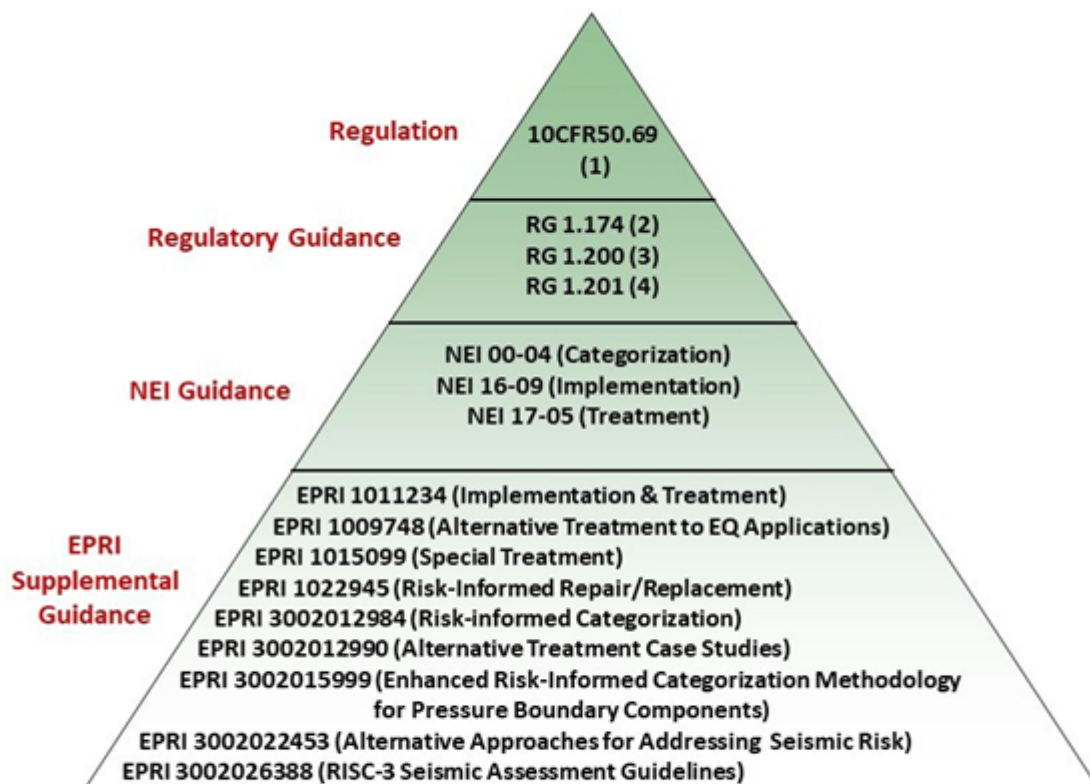 Regulation
10CFR50.69
(1)
Regulatory Guidance
RG 1.174 (2)
RG 1.200 (3)
RG 1.201 (4)
NEI Guidance
NEI 00-04 (Categorization)
NEI 16-09 (Implementation)
NEI 17-05 (Treatment)
EPRI
Supplemental
Guidance
EPRI 1011234 (Implementation & Treatment)
EPRI 1009748 (Alternative Treatment to EQ Applications)
EPRI 1015099 (Special Treatment)
EPRI 1022945 (Risk-Informed Repair/Replacement)
EPRI 3002012984 (Risk-informed Categorization)
EPRI 3002012990 (Alternative Treatment Case Studies)
EPRI 3002015999 (Enhanced Risk-Informed Categorization Methodology
for Pressure Boundary Components)
EPRI 3002022453 (Alternative Approaches for Addressing Seismic Risk)
EPRI 3002026388 (RISC-3 Seismic Assessment Guidelines)